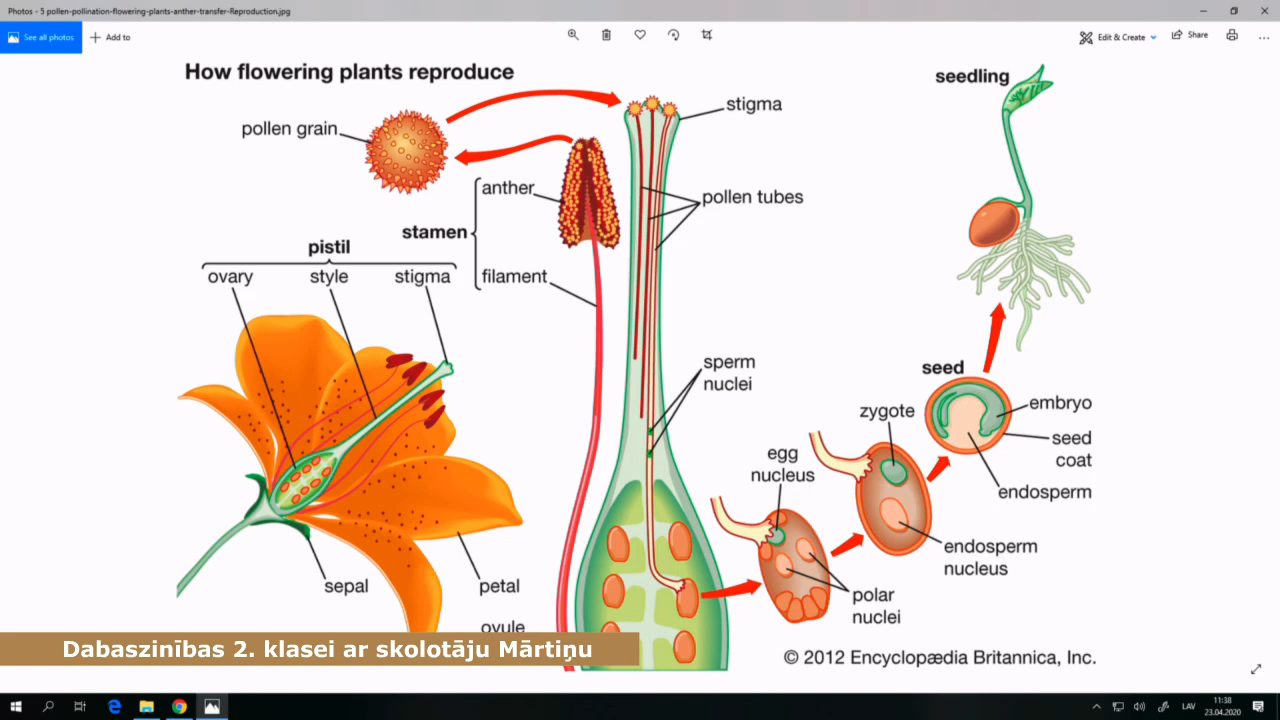 Photos - 5 pollen-pollination-flowering-plants-anther-transfer-Reproduction.jpg
See all photos
Add to
Edit & Create
Share
How flowering plants reproduce
seedling
stigma
pollen grain
anther
pollen tubes
stamen
pistil
ovary
style
stigma
filament
sperm
nuclei
seed
zygote
embryo
seed
coat
egg
nucleus
endosperm
endosperm
nucleus
sepal
petal
polar
nuclei
ovule
Dabaszinības 2. klasei ar skolotāju Mārtiņu
© 2012 Encyclopædia Britannica, Inc.
LAV
11:38
23.04.2020